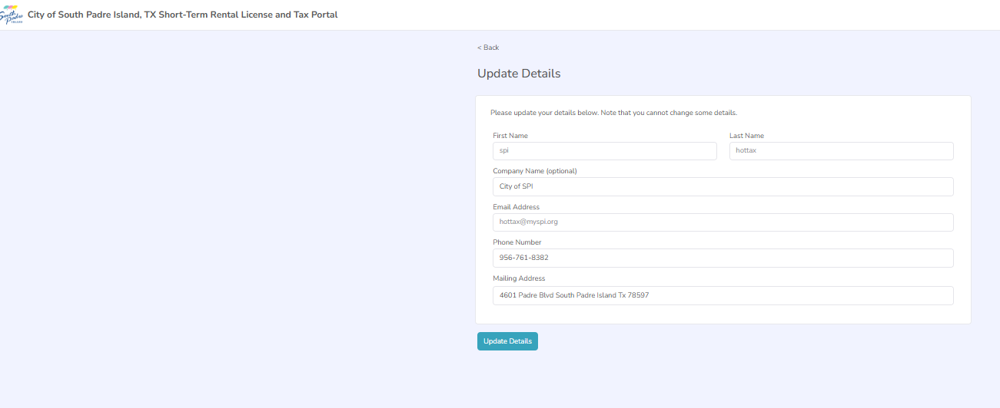 South
Padre
ISLAND
City of South Padre Island, TX Short-Term Rental License and Tax Portal
< Back
Update Details
Please update your details below. Note that you cannot change some details.
First Name
Last Name
spi
hottax
Company Name (optional)
City of SPI
Email Address
hottax@myspi.org
Phone Number
956-761-8382
Mailing Address
4601 Padre Blvd South Padre Island Tx 78597
Update Details